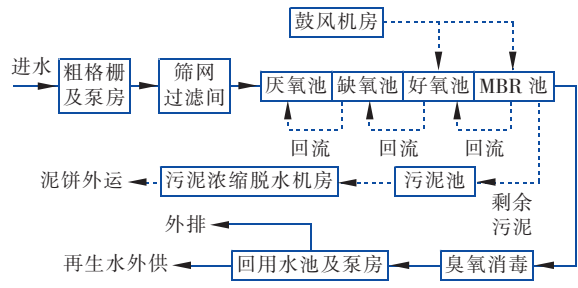 鼓风机房
进水
粗格栅
及泵房
筛网
过滤间
厌氧池
缺氧池
好氧池
MBR 池
回流
回流
回流
泥饼外运
污泥浓缩脱水机房
污泥池
剩余
污泥
外排
再生水外供
回用水池及泵房
臭氧消毒